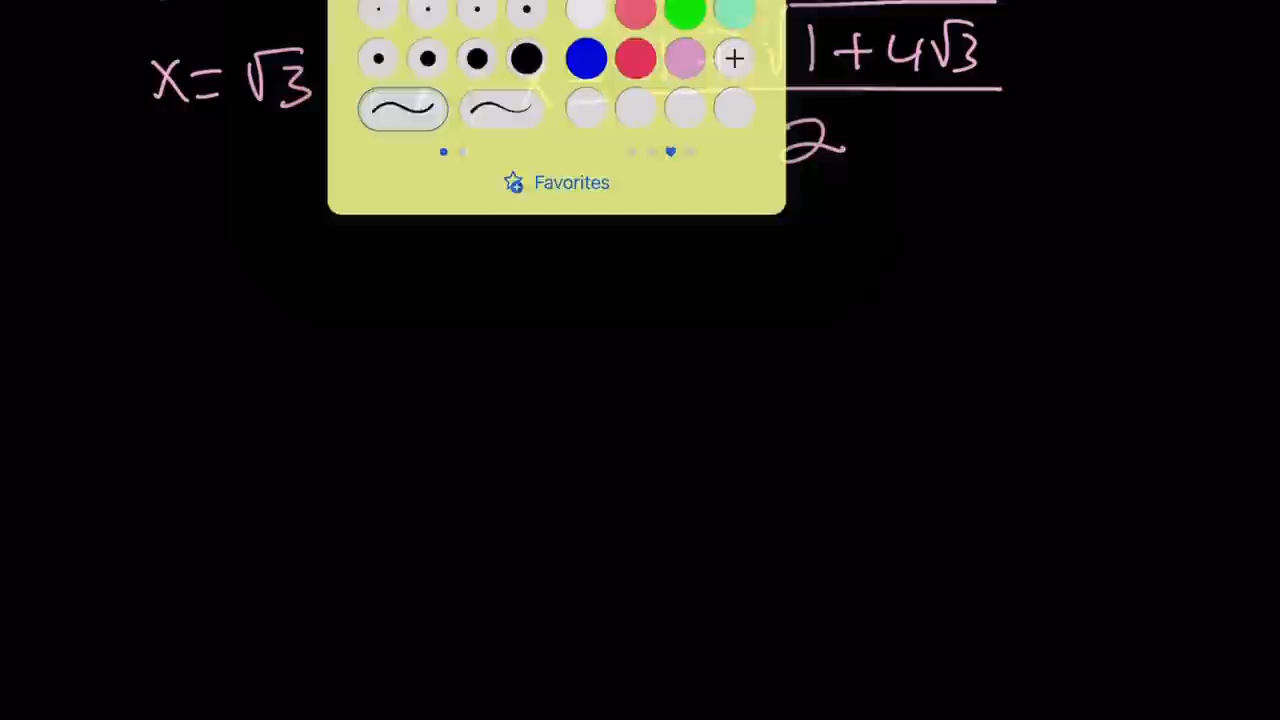 x = √3
√1 + 4√3
2
Favorites